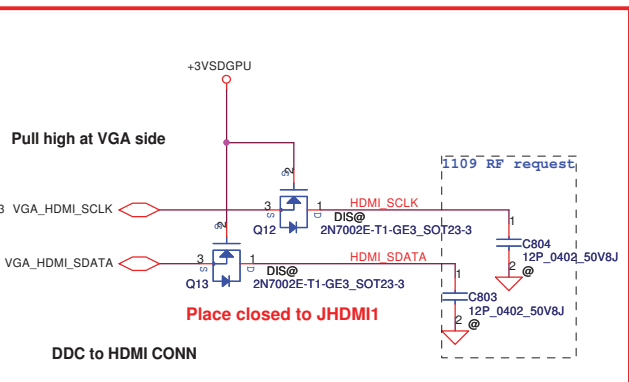 +3VSDGPU
Pull high at VGA side
1109 RF request
2
G
3 VGA_HDMI_SCLK
3
S
1
D
HDMI_SCLK
DIS@
Q12
2N7002E-T1-GE3_SOT23-3
1
C804
12P_0402_50V8J
2
@
2
G
VGA_HDMI_SDATA
3
S
1
D
HDMI_SDATA
DIS@
Q13
2N7002E-T1-GE3_SOT23-3
1
C803
12P_0402_50V8J
2
@
Place closed to JHDMI1
DDC to HDMI CONN